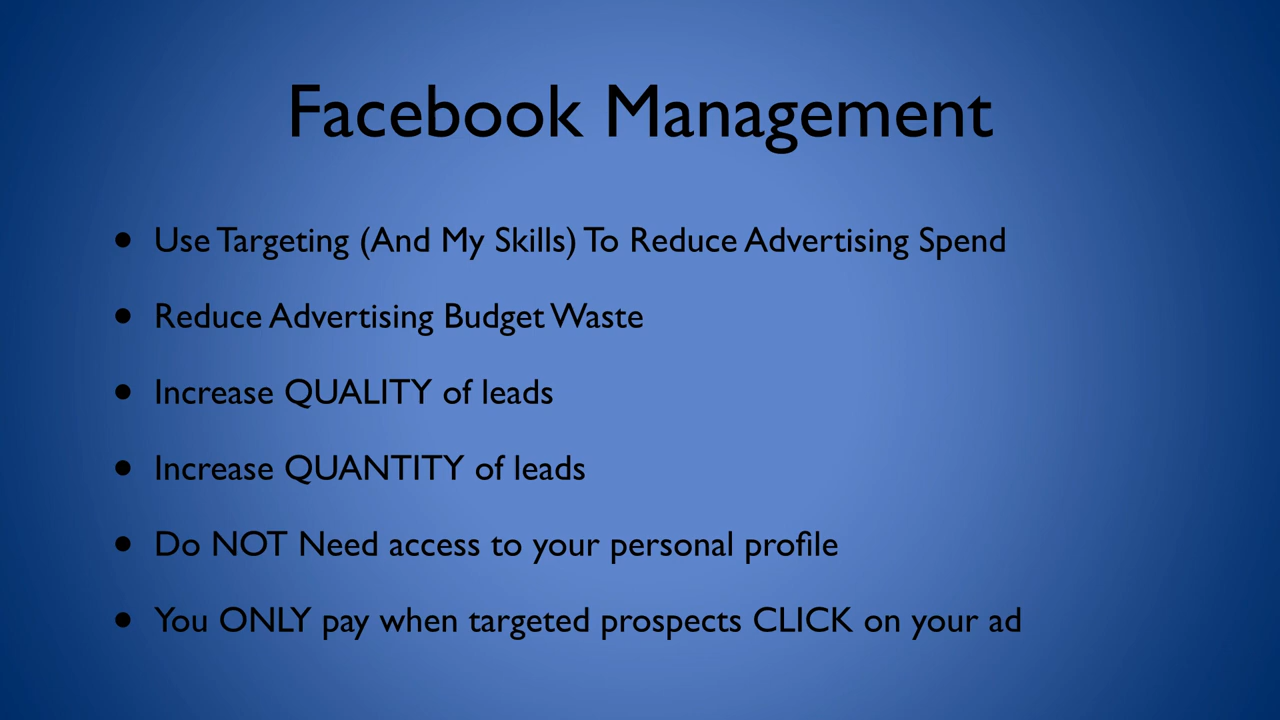 Facebook Management
• Use Targeting (And My Skills) To Reduce Advertising Spend
• Reduce Advertising Budget Waste
• Increase QUALITY of leads
• Increase QUANTITY of leads
• Do NOT Need access to your personal profile
• You ONLY pay when targeted prospects CLICK on your ad